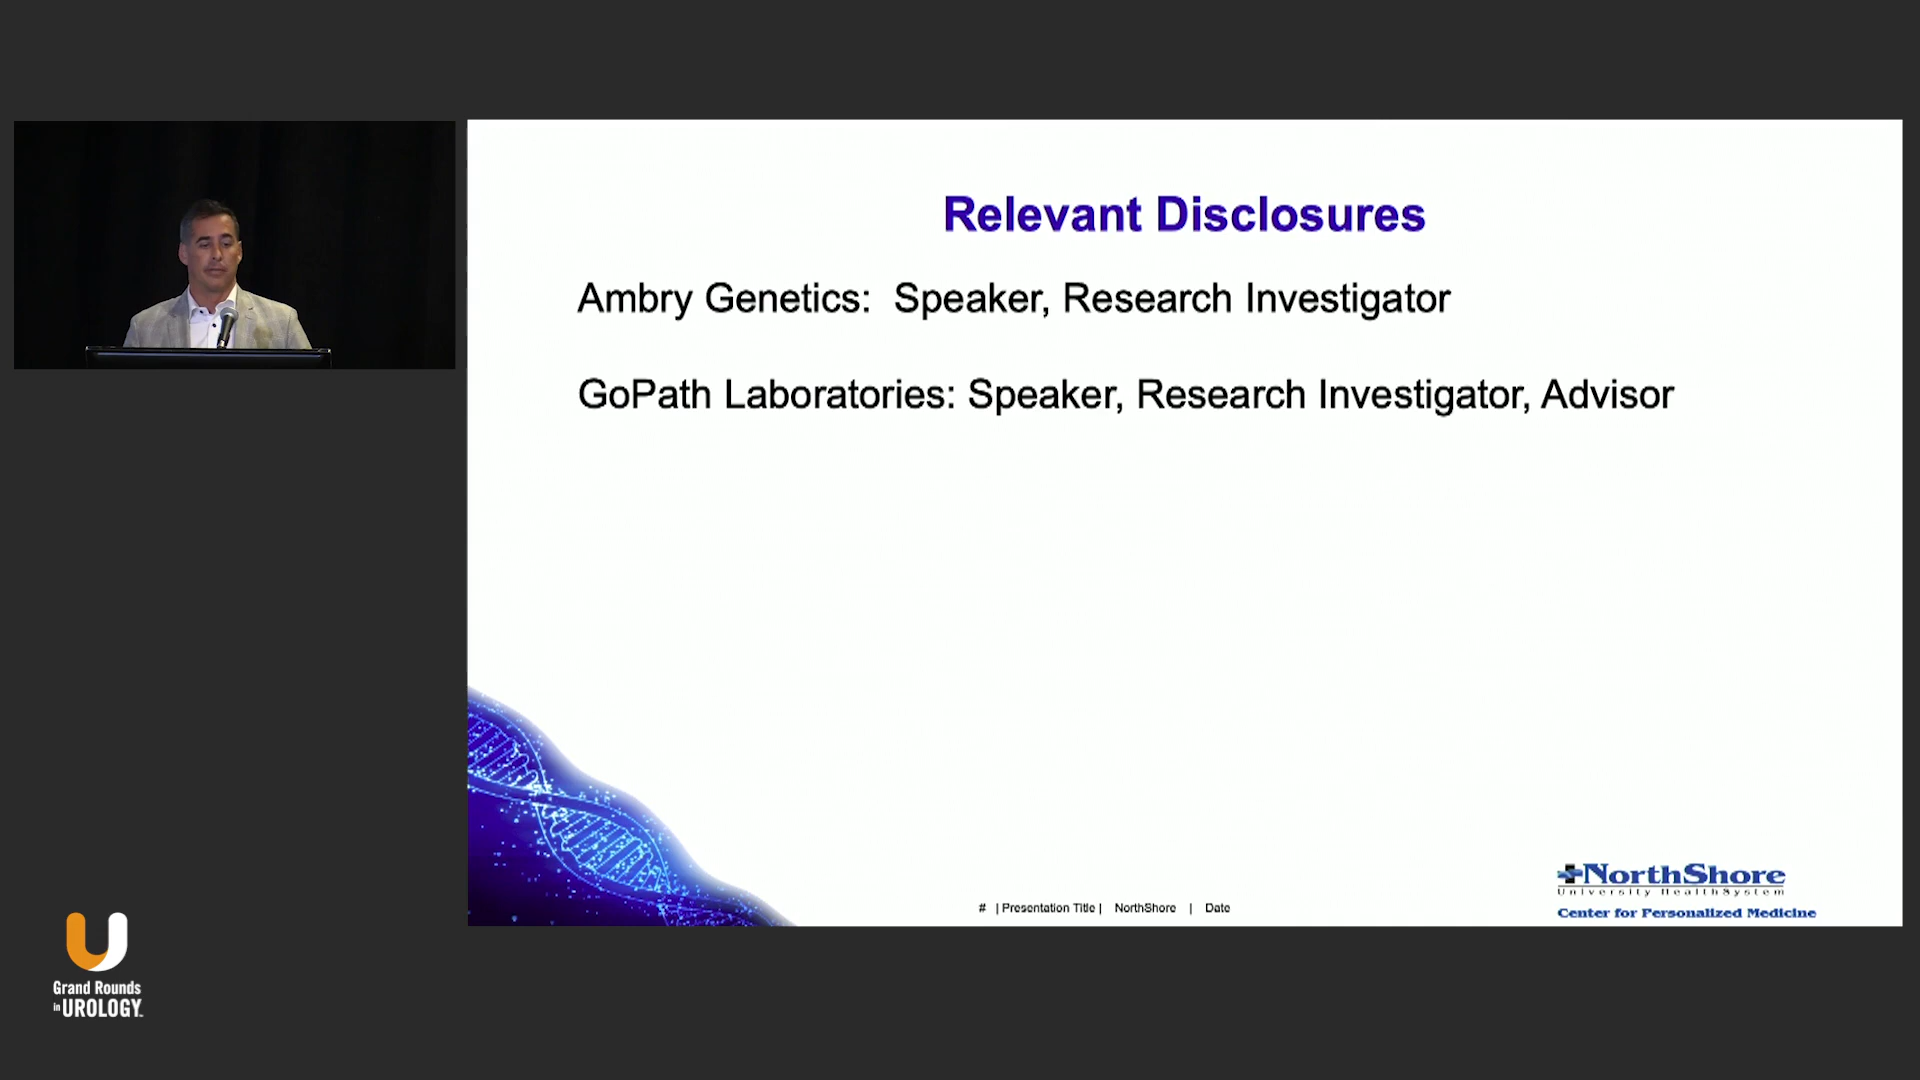 Relevant Disclosures
Ambry Genetics:  Speaker, Research Investigator
GoPath Laboratories: Speaker, Research Investigator, Advisor
# | Presentation Title | NorthShore | Date
NorthShore
University HealthSystem
Center for Personalized Medicine
Grand Rounds
in UROLOGY™